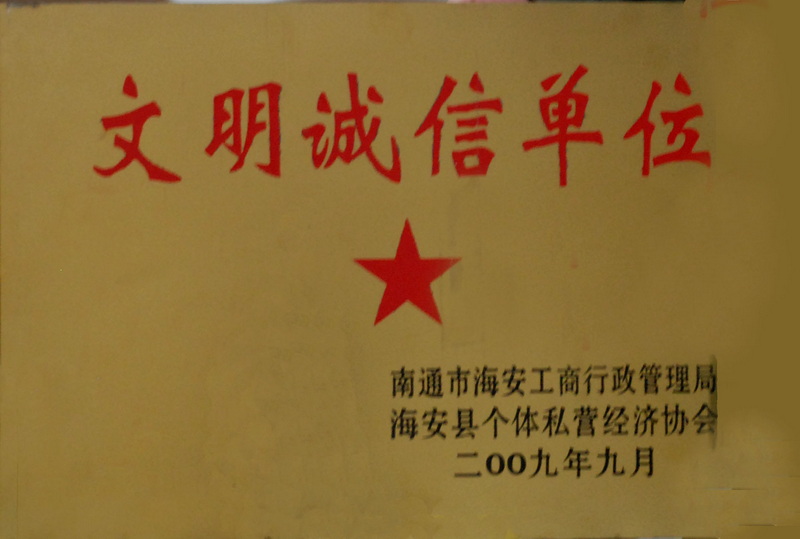 文明诚信单位
南通市海安工商行政管理局
海安县个体私营经济协会
二00九年九月